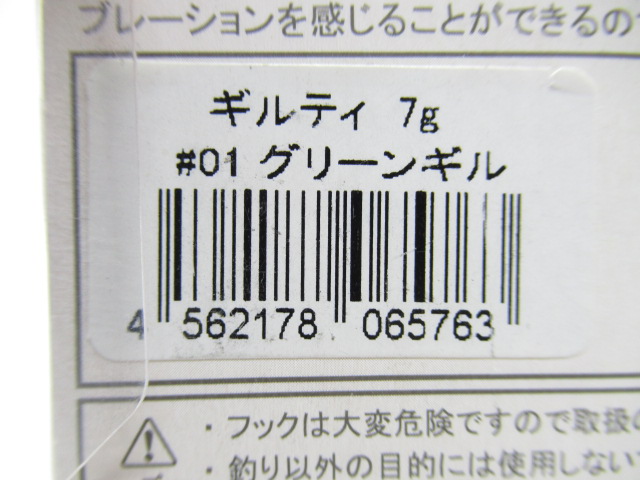 ブレーションを感じることができるので
ギルティ 7g
#01 グリーンギル
4 562178 065763
・フックは大変危険ですので取扱
・釣り以外の目的には使用しない